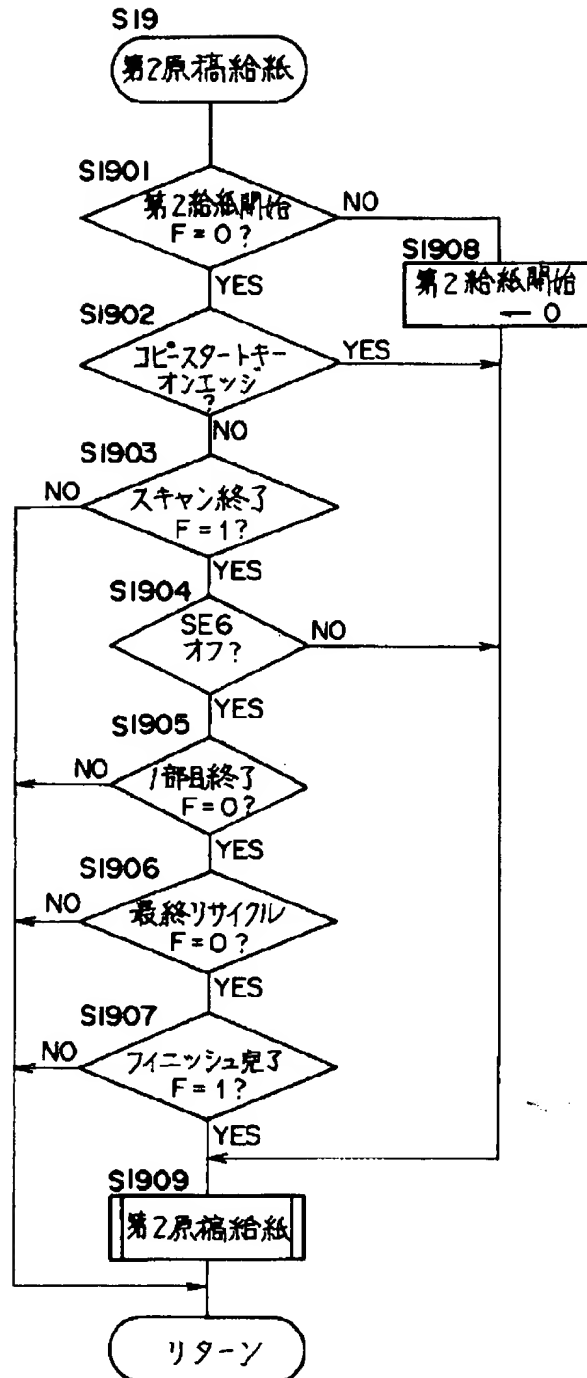 S19
第2原稿給紙
S1901
第2給紙開始
F=0?
NO
YES
S1908
第2給紙開始
← 0
S1902
コピースタートキー
オンエッジ
?
YES
NO
S1903
スキャン終了
F=1?
NO
YES
S1904
SE6
オフ?
NO
YES
S1905
1部目終了
F=0?
NO
YES
S1906
最終リサイクル
F=0?
NO
YES
S1907
フィニッシュ完了
F=1?
NO
YES
S1909
第2原稿給紙
リターン